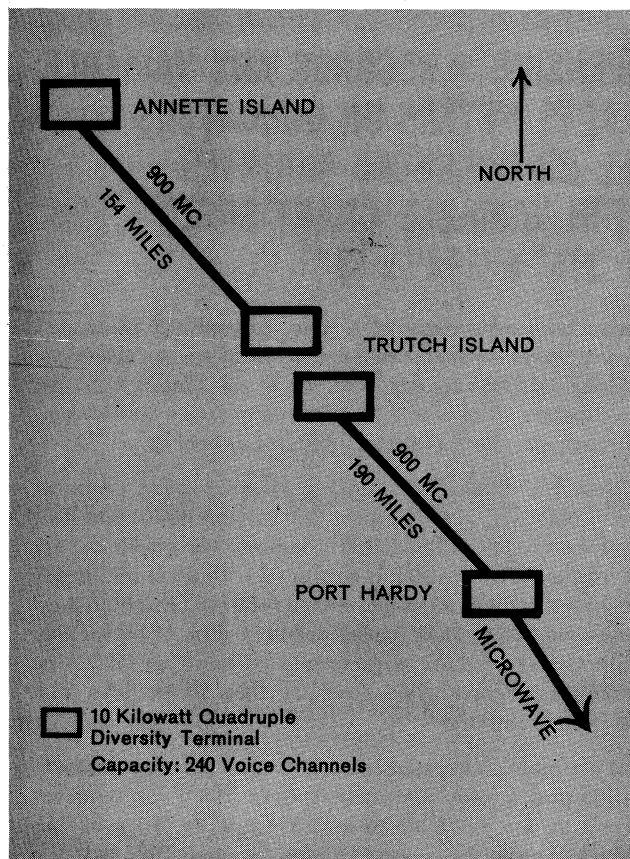 ANNETTE ISLAND
NORTH
900 MC
154 MILES
TRUTCH ISLAND
900 MC
190 MILES
PORT HARDY
MICROWAVE
10 Kilowatt Quadruple
Diversity Terminal
Capacity: 240 Voice Channels